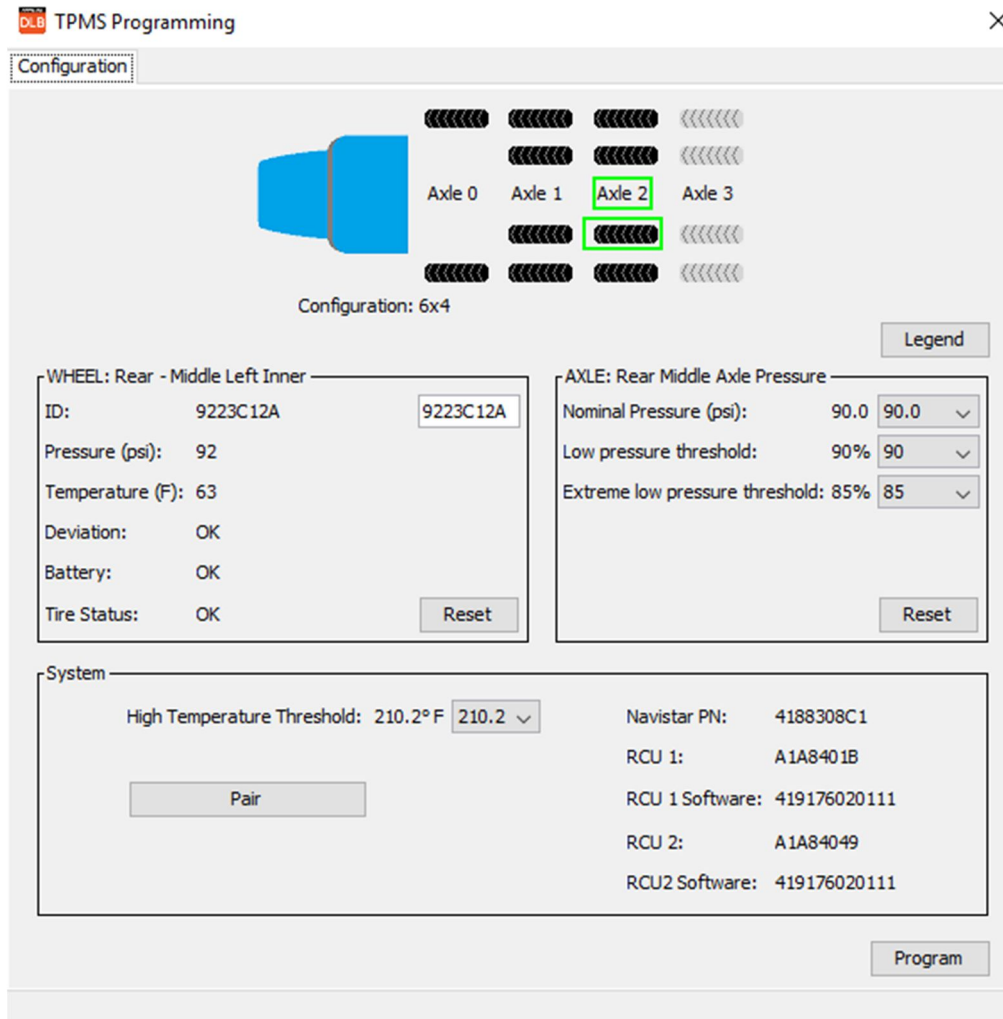 DLB TPMS Programming
Configuration
Axle 0 Axle 1 Axle 2 Axle 3
Configuration: 6x4
Legend
WHEEL: Rear - Middle Left Inner
ID: 9223C12A 9223C12A
Pressure (psi): 92
Temperature (F): 63
Deviation: OK
Battery: OK
Tire Status: OK
Reset
AXLE: Rear Middle Axle Pressure
Nominal Pressure (psi): 90.0 90.0
Low pressure threshold: 90% 90
Extreme low pressure threshold: 85% 85
Reset
System
High Temperature Threshold: 210.2° F 210.2
Pair
Navistar PN: 4188308C1
RCU 1: A1A8401B
RCU 1 Software: 419176020111
RCU 2: A1A84049
RCU2 Software: 419176020111
Program